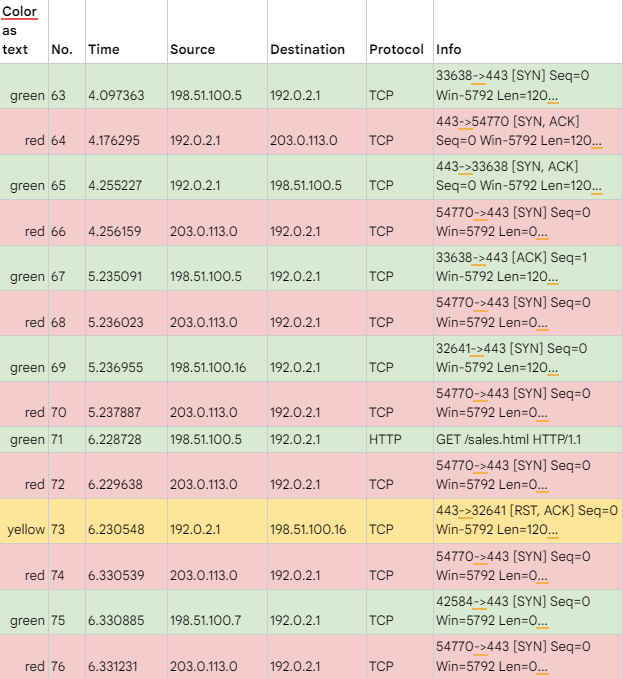 Color as text No. Time Source Destination Protocol Info
green 63 4.097363 198.51.100.5 192.0.2.1 TCP 33638->443 [SYN] Seq=0 Win-5792 Len=120...
red 64 4.176295 192.0.2.1 203.0.113.0 TCP 443->54770 [SYN, ACK] Seq=0 Win-5792 Len=120...
green 65 4.255227 192.0.2.1 198.51.100.5 TCP 443->33638 [SYN, ACK] Seq=0 Win-5792 Len=120...
red 66 4.256159 203.0.113.0 192.0.2.1 TCP 54770->443 [SYN] Seq=0 Win=5792 Len=0...
green 67 5.235091 198.51.100.5 192.0.2.1 TCP 33638->443 [ACK] Seq=1 Win-5792 Len=120...
red 68 5.236023 203.0.113.0 192.0.2.1 TCP 54770->443 [SYN] Seq=0 Win=5792 Len=0...
green 69 5.236955 198.51.100.16 192.0.2.1 TCP 32641->443 [SYN] Seq=0 Win-5792 Len=120...
red 70 5.237887 203.0.113.0 192.0.2.1 TCP 54770->443 [SYN] Seq=0 Win=5792 Len=0...
green 71 6.228728 198.51.100.5 192.0.2.1 HTTP GET /sales.html HTTP/1.1
red 72 6.229638 203.0.113.0 192.0.2.1 TCP 54770->443 [SYN] Seq=0 Win=5792 Len=0...
yellow 73 6.230548 192.0.2.1 198.51.100.16 TCP 443->32641 [RST, ACK] Seq=0 Win-5792 Len=120...
red 74 6.330539 203.0.113.0 192.0.2.1 TCP 54770->443 [SYN] Seq=0 Win=5792 Len=0...
green 75 6.330885 198.51.100.7 192.0.2.1 TCP 42584->443 [SYN] Seq=0 Win=5792 Len=0...
red 76 6.331231 203.0.113.0 192.0.2.1 TCP 54770->443 [SYN] Seq=0 Win=5792 Len=0...